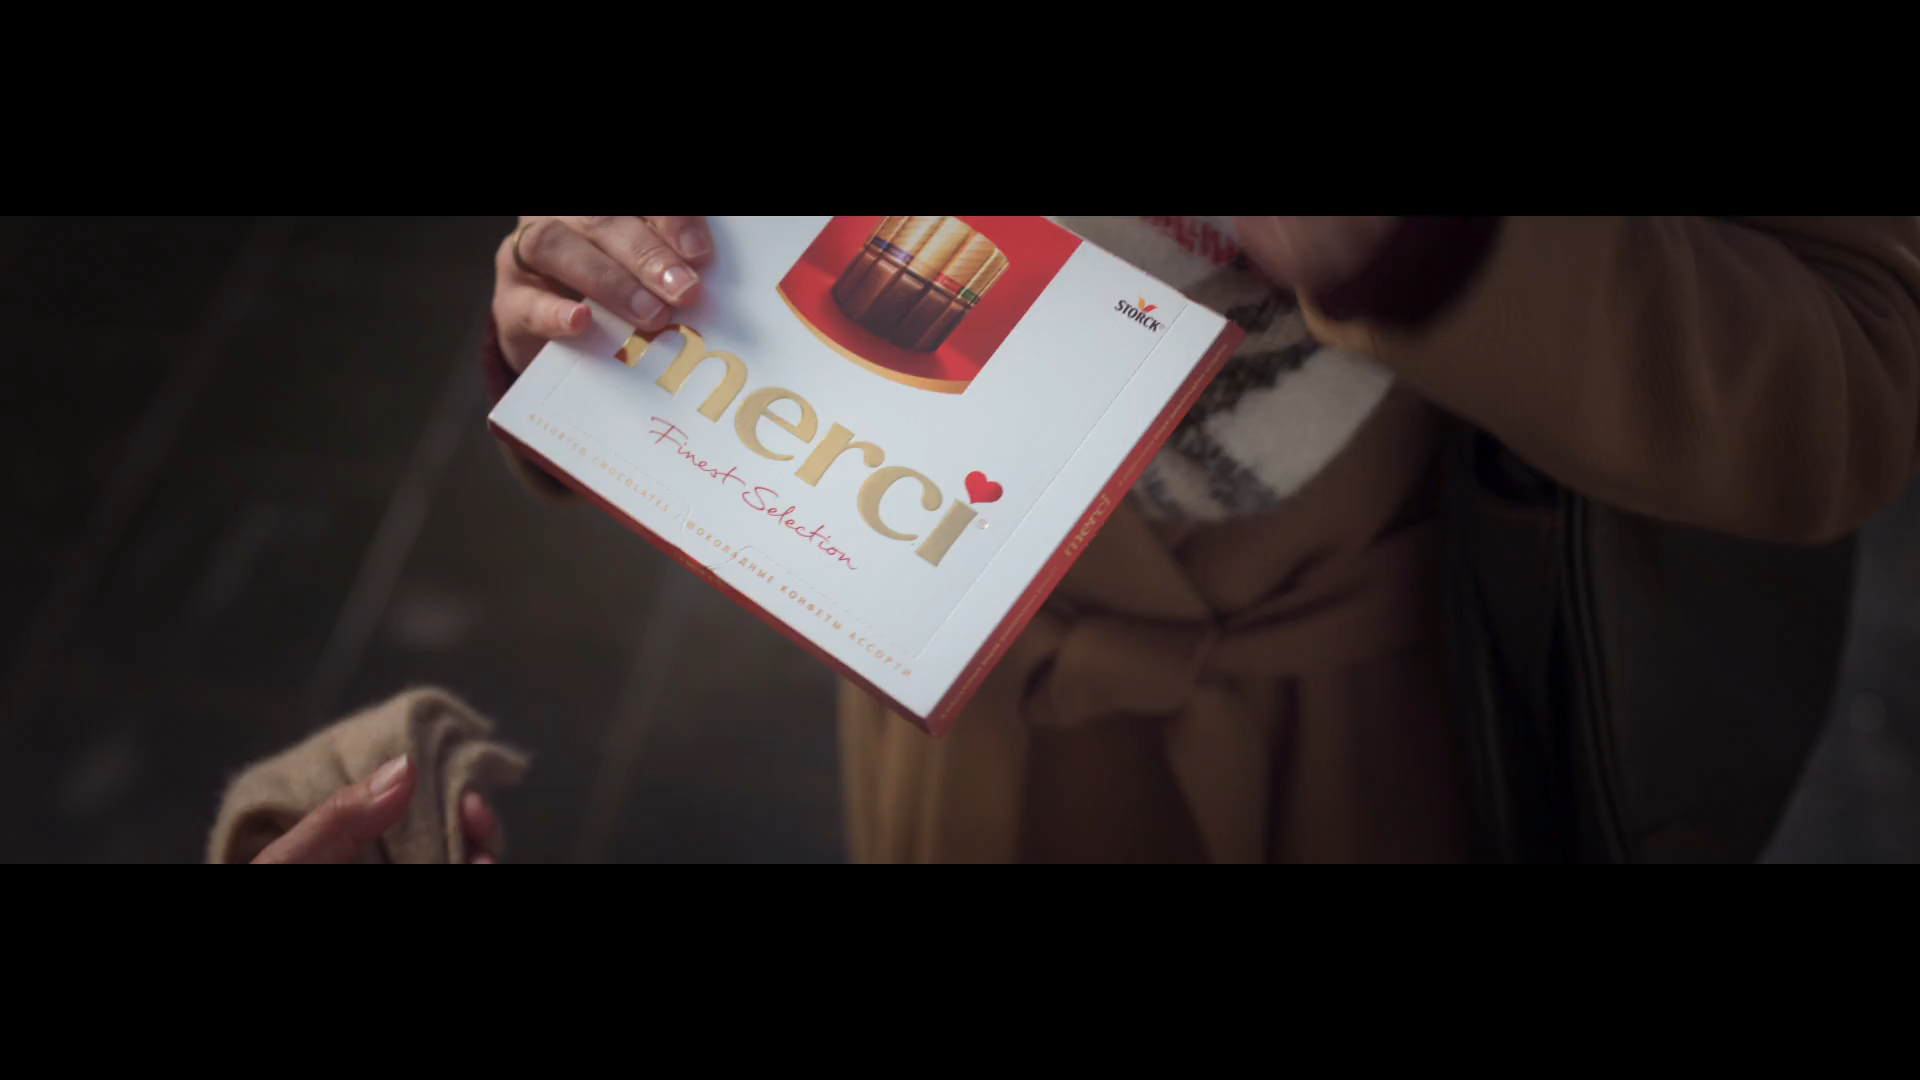 STORCK
merci
Finest Selection
ASSORTED CHOCOLATES / ШОКОЛАДНЫЕ КОНФЕТЫ АССОРТИ
merci